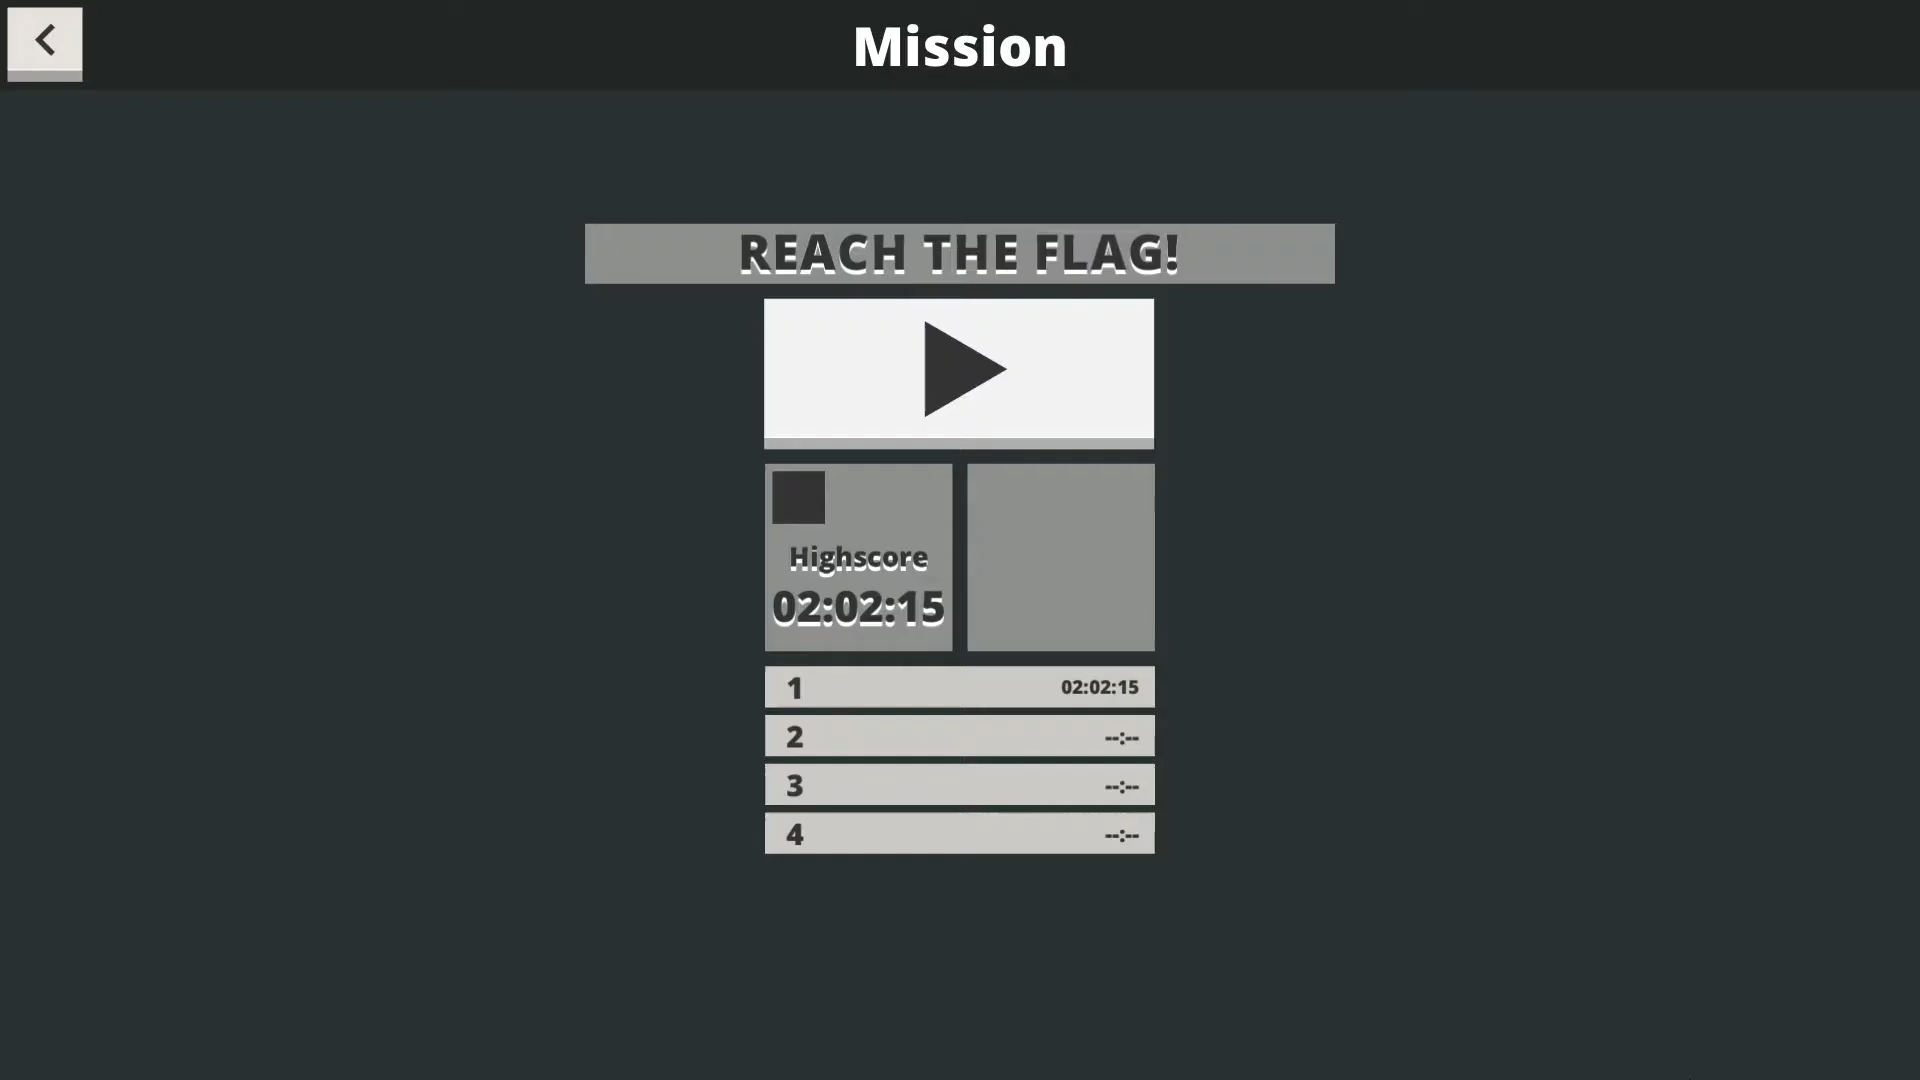 Mission
REACH THE FLAG!
Highscore
02:02:15
1 02:02:15
2 --:--
3 --:--
4 --:--